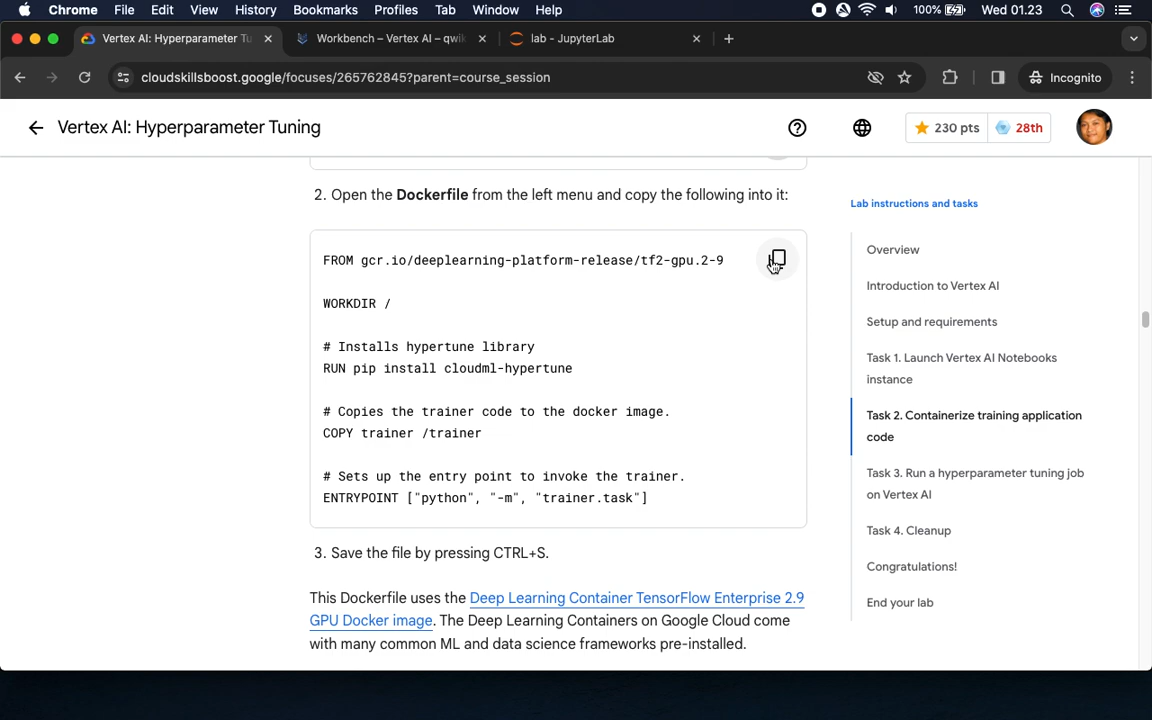 Chrome File Edit View History Bookmarks Profiles Tab Window Help 100% Wed 01.23
Vertex AI: Hyperparameter Tu Workbench – Vertex AI – qwik lab - JupyterLab
cloudskillsboost.google/focuses/265762845?parent=course_session Incognito
Vertex AI: Hyperparameter Tuning 230 pts 28th
2. Open the Dockerfile from the left menu and copy the following into it:
FROM gcr.io/deeplearning-platform-release/tf2-gpu.2-9
WORKDIR /
# Installs hypertune library
RUN pip install cloudml-hypertune
# Copies the trainer code to the docker image.
COPY trainer /trainer
# Sets up the entry point to invoke the trainer.
ENTRYPOINT ["python", "-m", "trainer.task"]
3. Save the file by pressing CTRL+S.
This Dockerfile uses the Deep Learning Container TensorFlow Enterprise 2.9
GPU Docker image. The Deep Learning Containers on Google Cloud come
with many common ML and data science frameworks pre-installed.
Lab instructions and tasks
Overview
Introduction to Vertex AI
Setup and requirements
Task 1. Launch Vertex AI Notebooks
instance
Task 2. Containerize training application
code
Task 3. Run a hyperparameter tuning job
on Vertex AI
Task 4. Cleanup
Congratulations!
End your lab